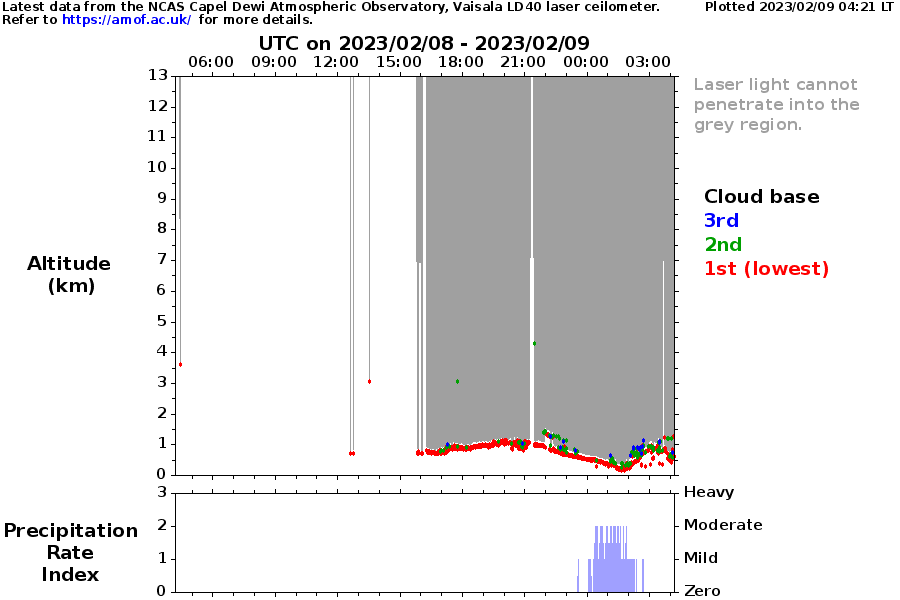 Latest data from the NCAS Capel Dewi Atmospheric Observatory, Vaisala LD40 laser ceilometer. Plotted 2023/02/09 04:21 LT
Refer to https://amof.ac.uk/ for more details.
UTC on 2023/02/08 - 2023/02/09
06:00 09:00 12:00 15:00 18:00 21:00 00:00 03:00
13
12
11
10
9
8
7
6
5
4
3
2
1
0
Altitude
(km)
Laser light cannot
penetrate into the
grey region.
Cloud base
3rd
2nd
1st (lowest)
3 Heavy
2 Moderate
1 Mild
0 Zero
Precipitation
Rate
Index